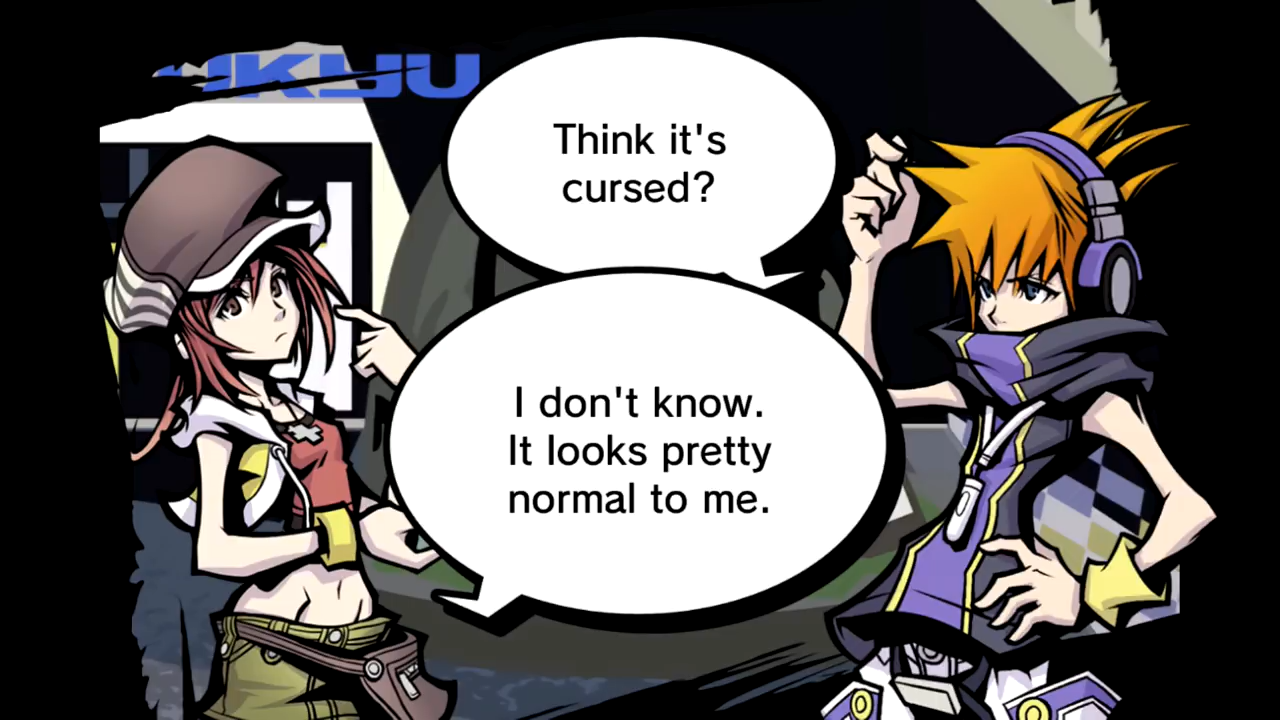 Think it's
cursed?
I don't know.
It looks pretty
normal to me.